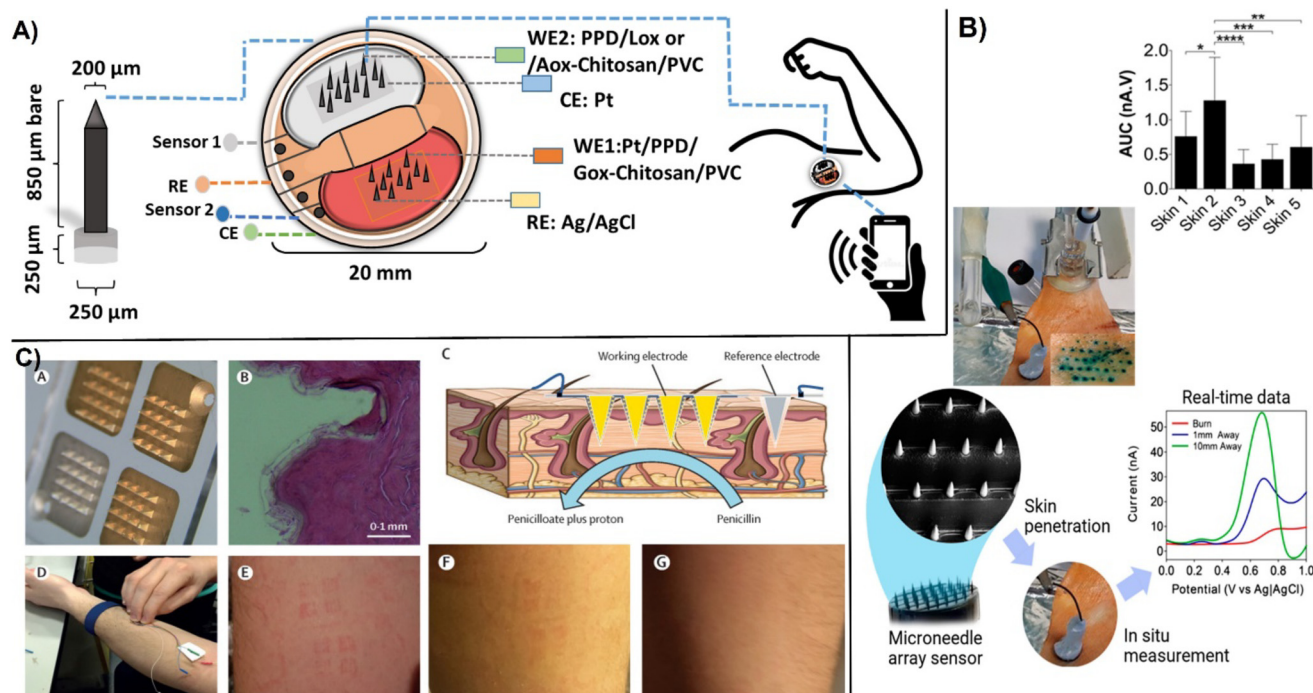 A)
200 μm
850 μm bare
250 μm
250 μm
Sensor 1
RE
Sensor 2
CE
20 mm
WE2: PPD/Lox or
/Aox-Chitosan/PVC
CE: Pt
WE1:Pt/PPD/
Gox-Chitosan/PVC
RE: Ag/AgCl
B)
AUC (nA.V)
2.0
1.5
1.0
0.5
0.0
*
****
***
**
Skin 1
Skin 2
Skin 3
Skin 4
Skin 5
Microneedle
array sensor
Skin
penetration
In situ
measurement
Real-time data
Burn
1mm Away
10mm Away
Current (nA)
50
40
30
20
10
0
0.0 0.2 0.4 0.6 0.8 1.0
Potential (V vs Ag|AgCl)
C)
A
B
0·1 mm
C
Working electrode
Reference electrode
Penicilloate plus proton
Penicillin
D
E
F
G